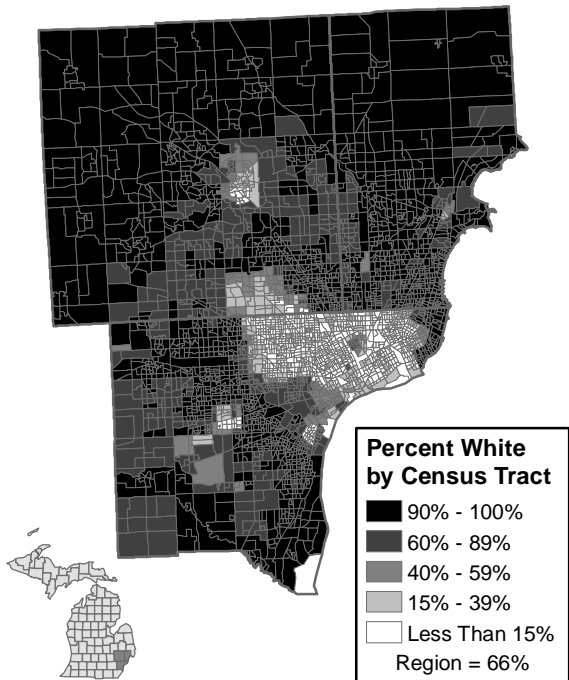 Percent White
by Census Tract
90% - 100%
60% - 89%
40% - 59%
15% - 39%
Less Than 15%
Region = 66%